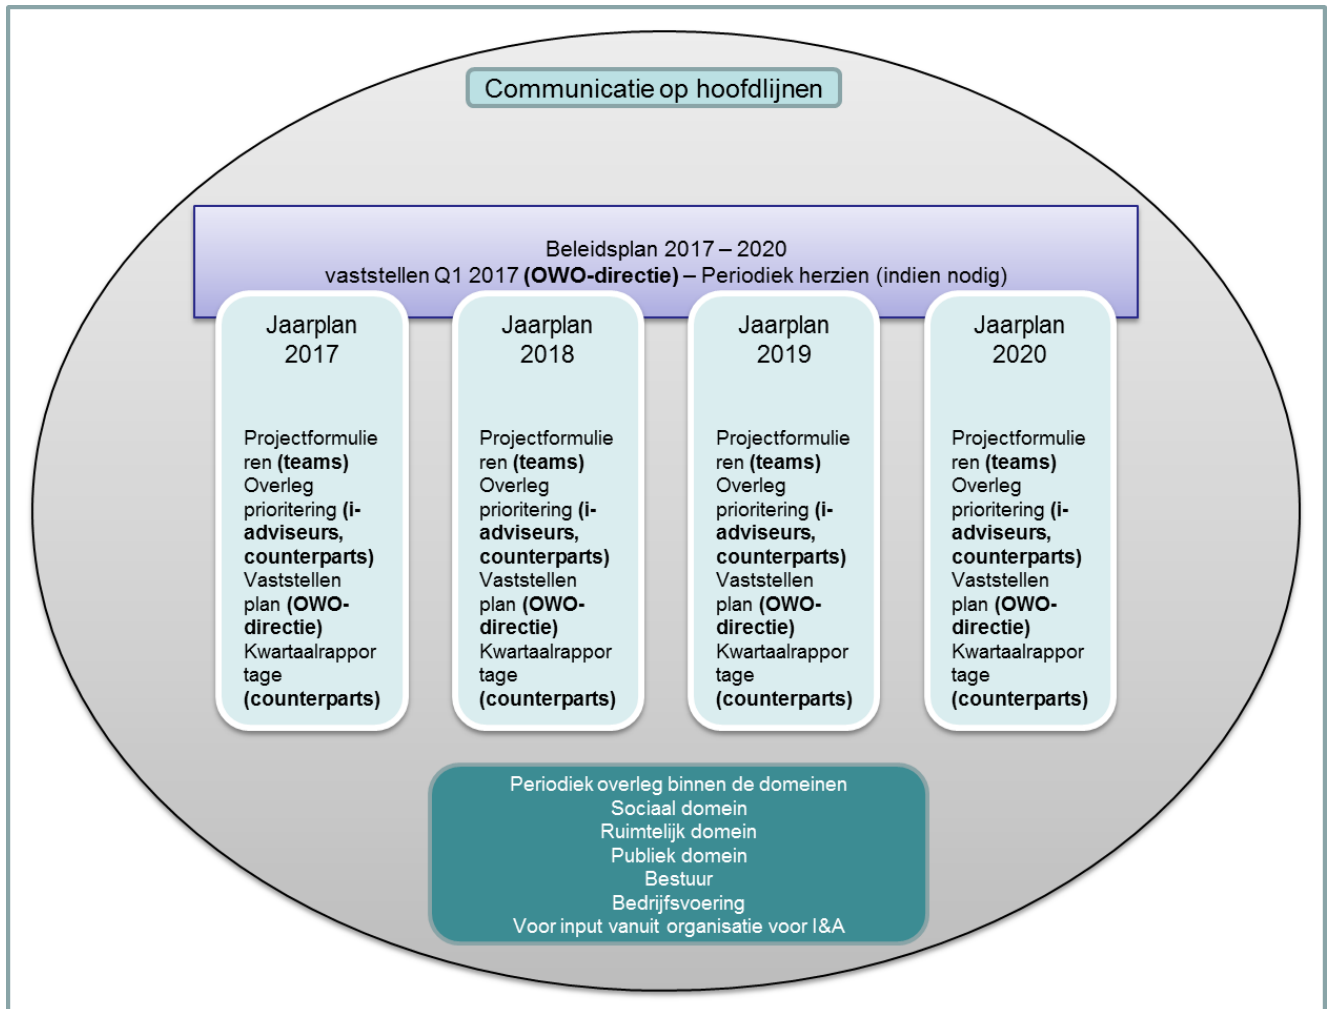 Communicatie op hoofdlijnen
Beleidsplan 2017 – 2020
vaststellen Q1 2017 (OWO-directie) – Periodiek herzien (indien nodig)
Jaarplan
2017
Projectformulie
ren (teams)
Overleg
prioritering (i-
adviseurs,
counterparts)
Vaststellen
plan (OWO-
directie)
Kwartaalrappor
tage
(counterparts)
Jaarplan
2018
Projectformulie
ren (teams)
Overleg
prioritering (i-
adviseurs,
counterparts)
Vaststellen
plan (OWO-
directie)
Kwartaalrappor
tage
(counterparts)
Jaarplan
2019
Projectformulie
ren (teams)
Overleg
prioritering (i-
adviseurs,
counterparts)
Vaststellen
plan (OWO-
directie)
Kwartaalrappor
tage
(counterparts)
Jaarplan
2020
Projectformulie
ren (teams)
Overleg
prioritering (i-
adviseurs,
counterparts)
Vaststellen
plan (OWO-
directie)
Kwartaalrappor
tage
(counterparts)
Periodiek overleg binnen de domeinen
Sociaal domein
Ruimtelijk domein
Publiek domein
Bestuur
Bedrijfsvoering
Voor input vanuit organisatie voor I&A